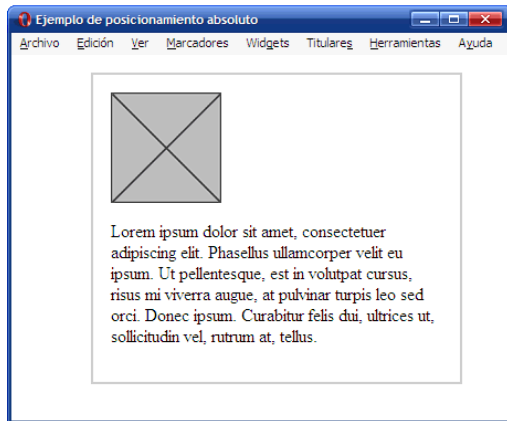 Ejemplo de posicionamiento absoluto
Archivo Edición Ver Marcadores Widgets Titulares Herramientas Ayuda
Lorem ipsum dolor sit amet, consectetuer
adipiscing elit. Phasellus ullamcorper velit eu
ipsum. Ut pellentesque, est in volutpat cursus,
risus mi viverra augue, at pulvinar turpis leo sed
orci. Donec ipsum. Curabitur felis dui, ultrices ut,
sollicitudin vel, rutrum at, tellus.